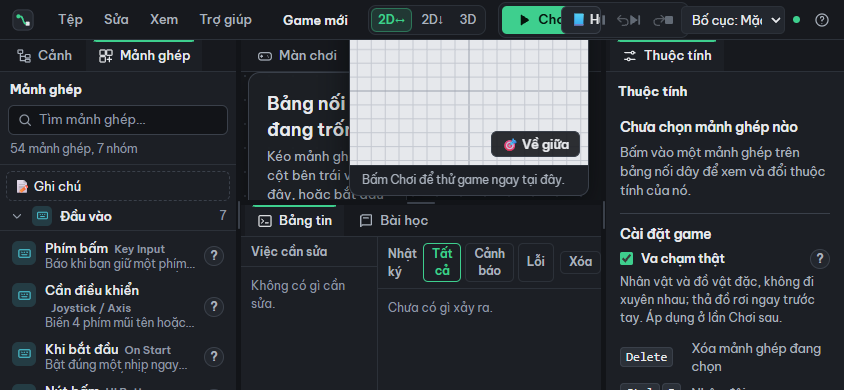 Tệp Sửa Xem Trợ giúp Game mới 2D↔ 2D↓ 3D Bố cục:
Cảnh Mảnh ghép
Mảnh ghép
Tìm mảnh ghép...
54 mảnh ghép, 7 nhóm
Ghi chú
Đầu vào 7
Phím bấm Key Input ?
Báo khi bạn giữ một phím...
Cần điều khiển
Joystick / Axis ?
Biến 4 phím mũi tên hoặc...
Khi bắt đầu On Start ?
Bật đúng một nhịp ngay...
Màn chơi
Bảng nối
đang trống
Kéo mảnh
cột bên trái
đây, hoặc bắt đầu
Về giữa
Bấm Chơi để thử game ngay tại đây.
Bảng tin Bài học
Việc cần sửa
Không có gì cần
sửa.
Nhật
ký
Tất
cả
Cảnh
báo
Lỗi
Xóa
Chưa có gì xảy ra.
Thuộc tính
Thuộc tính
Chưa chọn mảnh ghép nào
Bấm vào một mảnh ghép trên
bảng nối dây để xem và đổi thuộc
tính của nó.
Cài đặt game
Va chạm thật ?
Nhân vật và đồ vật đặc, không đi
xuyên nhau; thả đồ rơi ngay trước
tay. Áp dụng ở lần Chơi sau.
Delete Xóa mảnh ghép đang
chọn